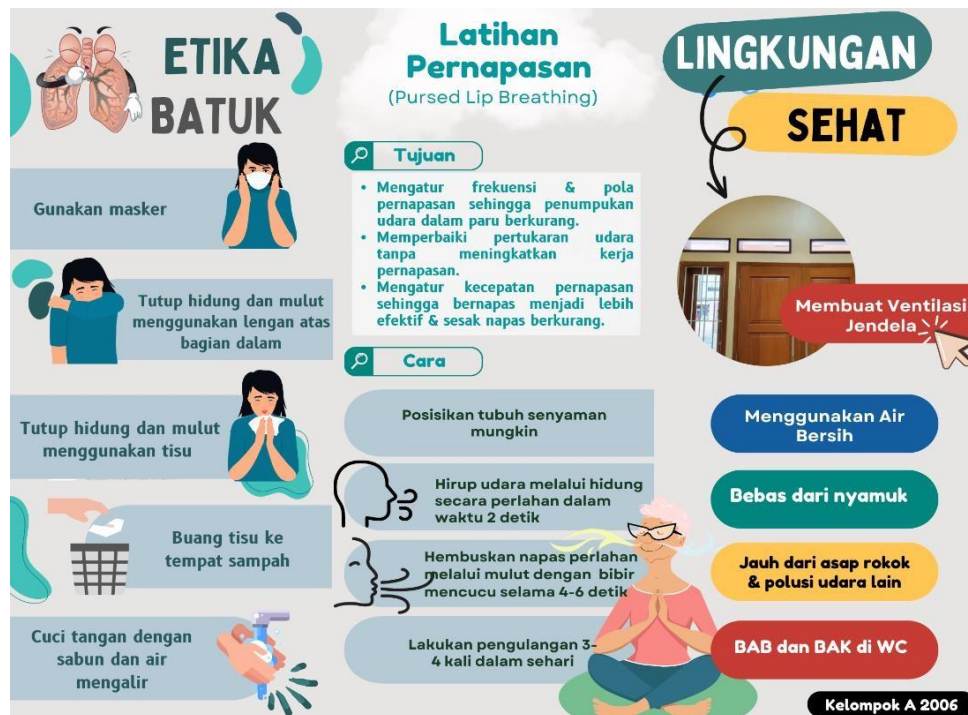 ETIKA
BATUK
Gunakan masker
Tutup hidung dan mulut
menggunakan lengan atas
bagian dalam
Tutup hidung dan mulut
menggunakan tisu
Buang tisu ke
tempat sampah
Cuci tangan dengan
sabun dan air
mengalir
Latihan
Pernapasan
(Pursed Lip Breathing)
Tujuan
• Mengatur frekuensi & pola
pernapasan sehingga penumpukan
udara dalam paru berkurang.
• Memperbaiki pertukaran udara
tanpa meningkatkan kerja
pernapasan.
• Mengatur kecepatan pernapasan
sehingga bernapas menjadi lebih
efektif & sesak napas berkurang.
Cara
Posisikan tubuh senyaman
mungkin
Hirup udara melalui hidung
secara perlahan dalam
waktu 2 detik
Hembuskan napas perlahan
melalui mulut dengan bibir
mencucu selama 4-6 detik
Lakukan pengulangan 3-
4 kali dalam sehari
LINGKUNGAN
SEHAT
Membuat Ventilasi
Jendela
Menggunakan Air
Bersih
Bebas dari nyamuk
Jauh dari asap rokok
& polusi udara lain
BAB dan BAK di WC
Kelompok A 2006